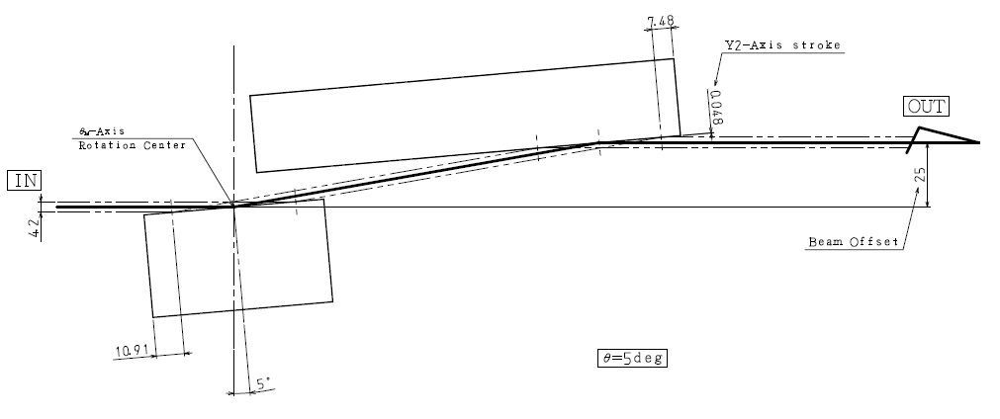 7.48
Y2-Axis stroke
0.048
OUT
θM-Axis
Rotation Center
IN
4.2
25
Beam Offset
10.91
5°
θ=5deg